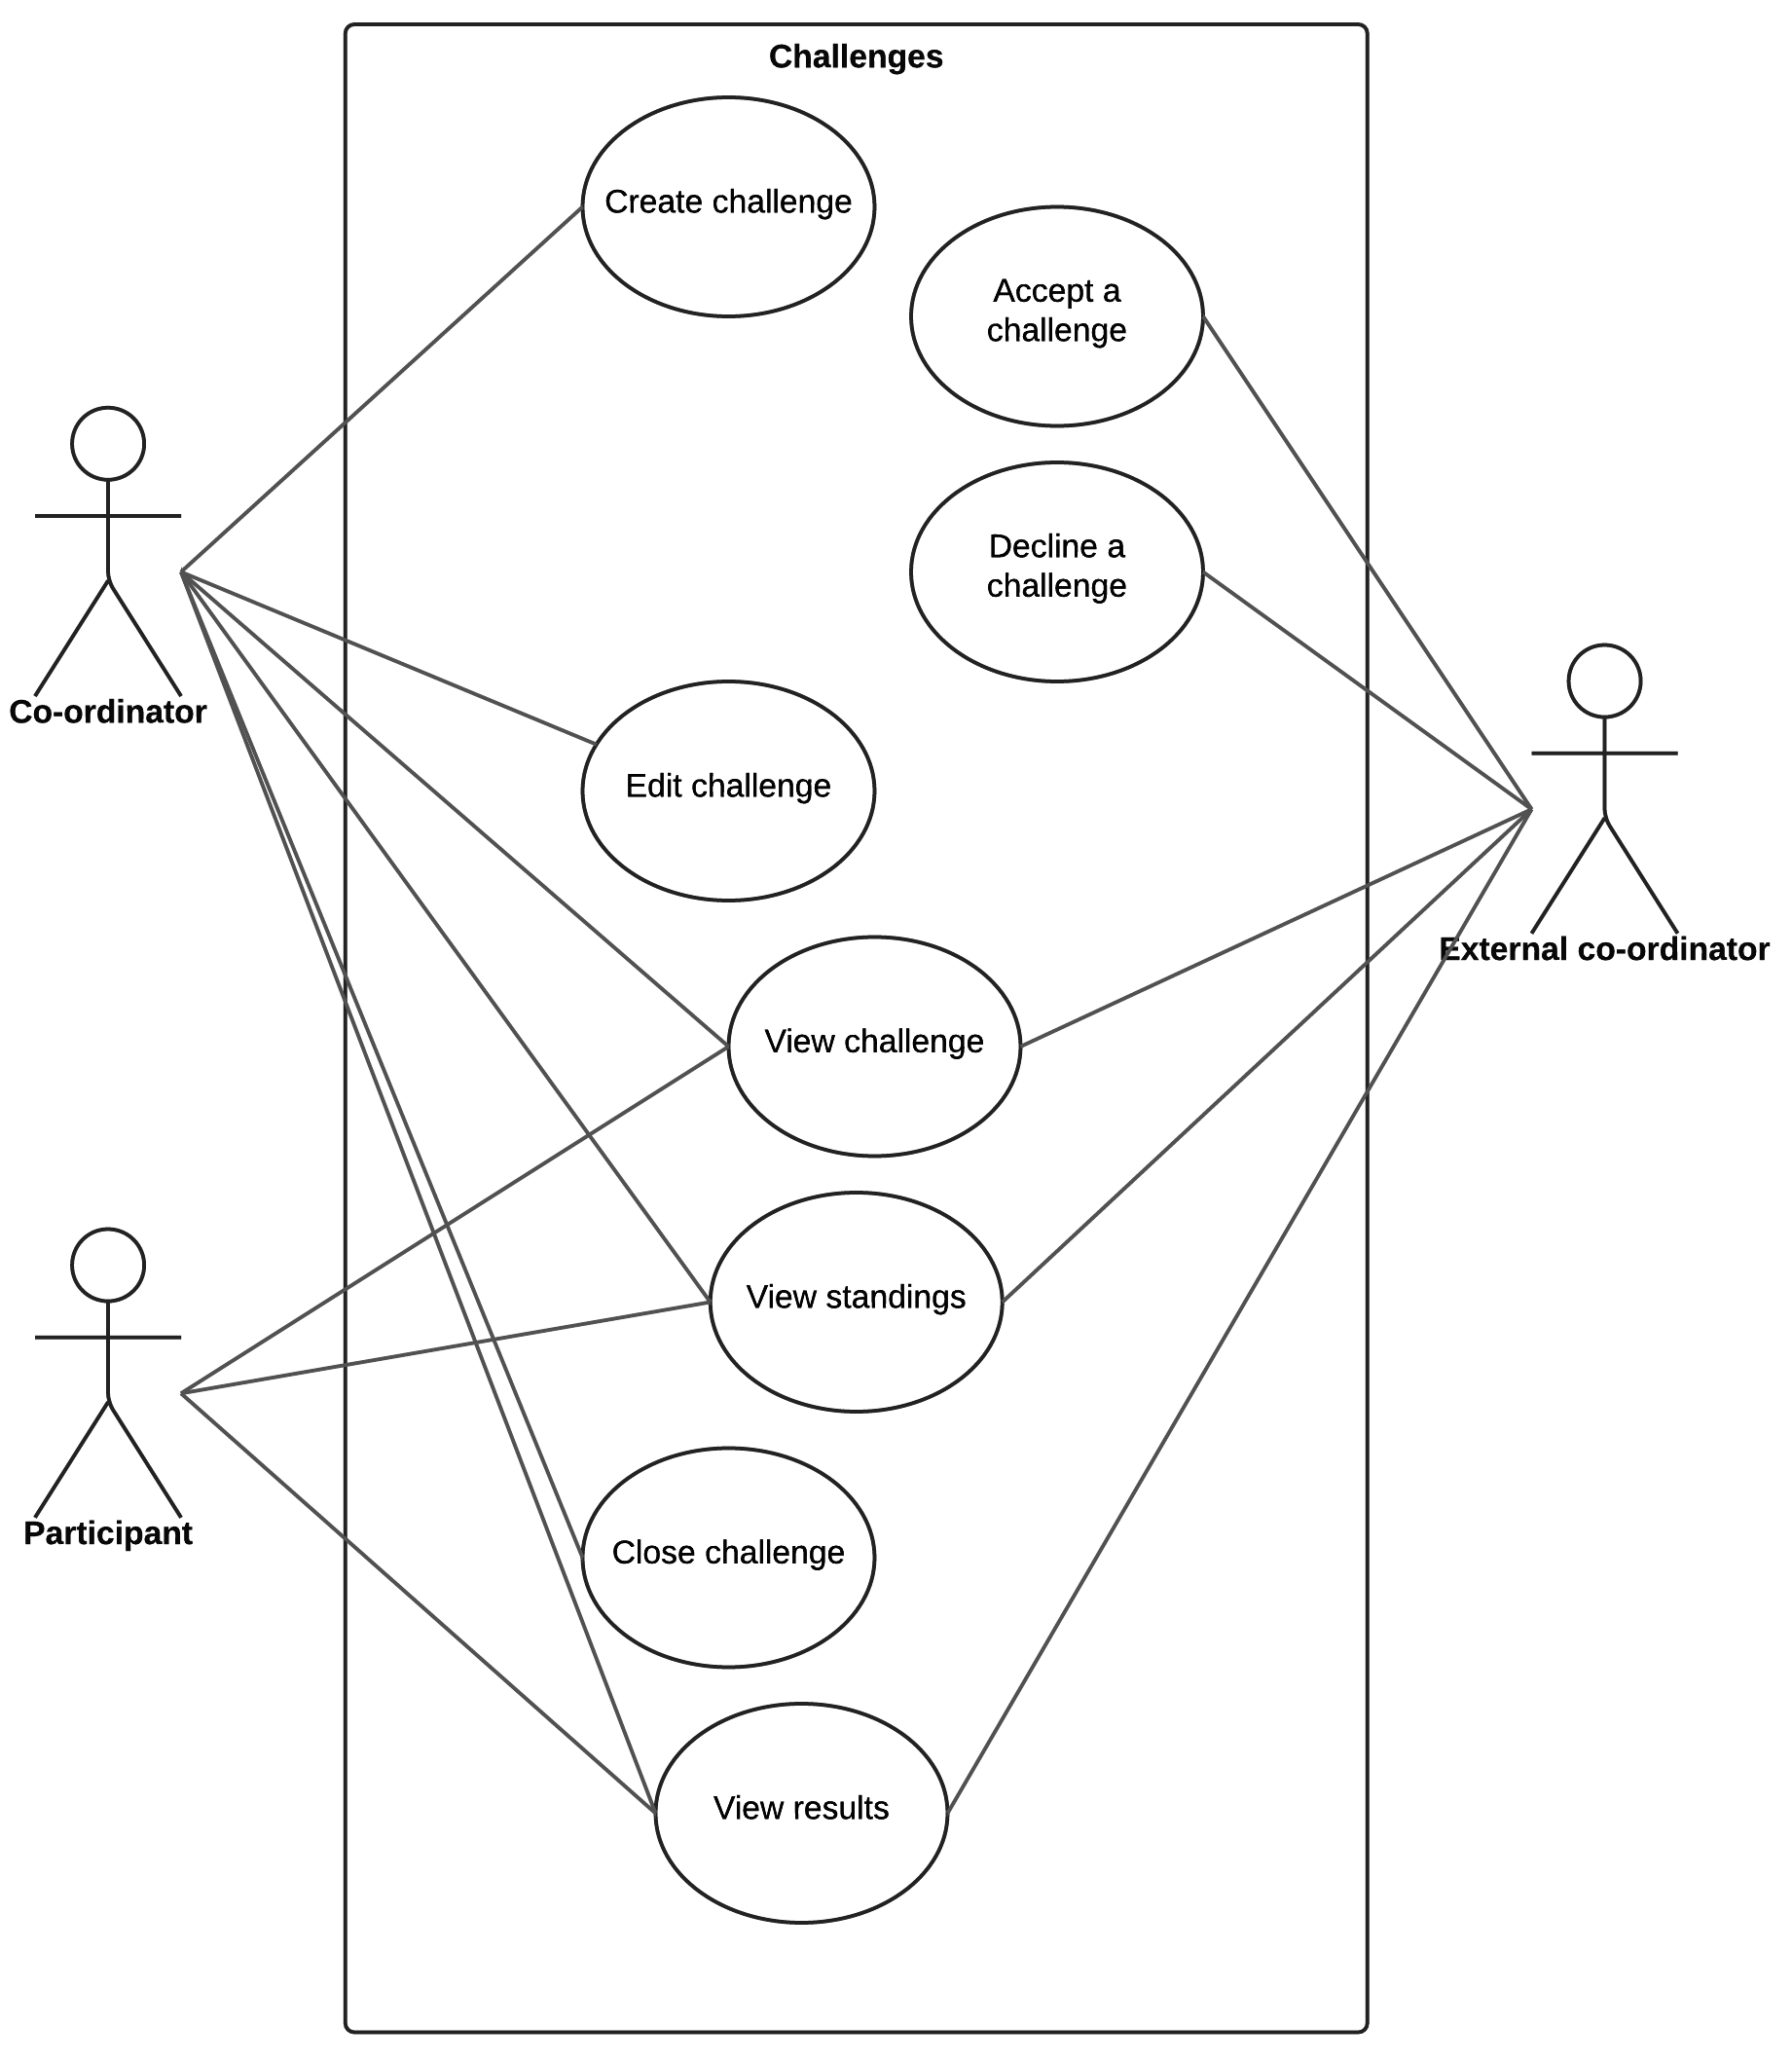 Challenges
Create challenge
Accept a
challenge
Decline a
challenge
Co-ordinator
Edit challenge
External co-ordinator
View challenge
View standings
Participant
Close challenge
View results